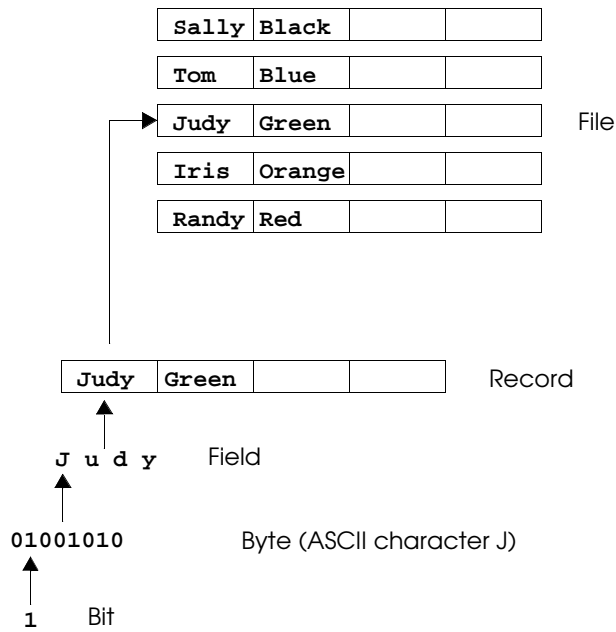 Sally Black
Tom Blue
Judy Green File
Iris Orange
Randy Red
Judy Green Record
J u d y Field
01001010 Byte (ASCII character J)
1 Bit